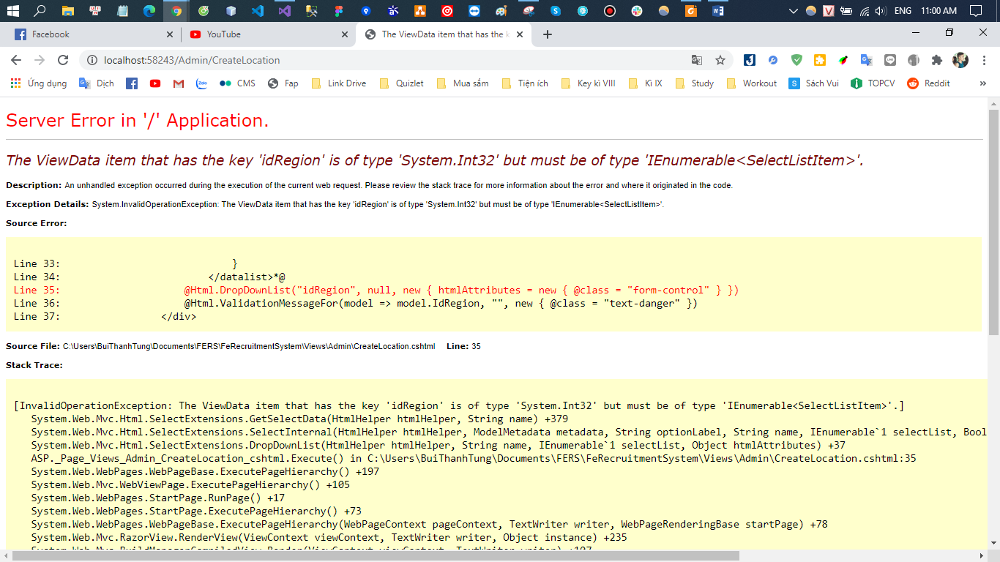 ENG 11:00 AM
Facebook
YouTube
The ViewData item that has the k
localhost:58243/Admin/CreateLocation
Ứng dụng Dịch CMS Fap Link Drive Quizlet Mua sắm Tiện ích Key kì VIII Kì IX Study Workout Sách Vui TOPCV Reddit »
Server Error in '/' Application.
The ViewData item that has the key 'idRegion' is of type 'System.Int32' but must be of type 'IEnumerable<SelectListItem>'.
Description: An unhandled exception occurred during the execution of the current web request. Please review the stack trace for more information about the error and where it originated in the code.
Exception Details: System.InvalidOperationException: The ViewData item that has the key 'idRegion' is of type 'System.Int32' but must be of type 'IEnumerable<SelectListItem>'.
Source Error:
Line 33: }
Line 34: </datalist>*@
Line 35: @Html.DropDownList("idRegion", null, new { htmlAttributes = new { @class = "form-control" } })
Line 36: @Html.ValidationMessageFor(model => model.IdRegion, "", new { @class = "text-danger" })
Line 37: </div>
Source File: C:\Users\BuiThanhTung\Documents\FERS\FeRecruitmentSystem\Views\Admin\CreateLocation.cshtml Line: 35
Stack Trace:
[InvalidOperationException: The ViewData item that has the key 'idRegion' is of type 'System.Int32' but must be of type 'IEnumerable<SelectListItem>'.]
System.Web.Mvc.Html.SelectExtensions.GetSelectData(HtmlHelper htmlHelper, String name) +379
System.Web.Mvc.Html.SelectExtensions.SelectInternal(HtmlHelper htmlHelper, ModelMetadata metadata, String optionLabel, String name, IEnumerable`1 selectList, Bool
System.Web.Mvc.Html.SelectExtensions.DropDownList(HtmlHelper htmlHelper, String name, IEnumerable`1 selectList, Object htmlAttributes) +37
ASP._Page_Views_Admin_CreateLocation_cshtml.Execute() in C:\Users\BuiThanhTung\Documents\FERS\FeRecruitmentSystem\Views\Admin\CreateLocation.cshtml:35
System.Web.WebPages.WebPageBase.ExecutePageHierarchy() +197
System.Web.Mvc.WebViewPage.ExecutePageHierarchy() +105
System.Web.WebPages.StartPage.RunPage() +17
System.Web.WebPages.StartPage.ExecutePageHierarchy() +73
System.Web.WebPages.WebPageBase.ExecutePageHierarchy(WebPageContext pageContext, TextWriter writer, WebPageRenderingBase startPage) +78
System.Web.Mvc.RazorView.RenderView(ViewContext viewContext, TextWriter writer, Object instance) +235
System.Web.Mvc.BuildManagerCompiledView.Render(ViewContext viewContext, TextWriter writer) +107